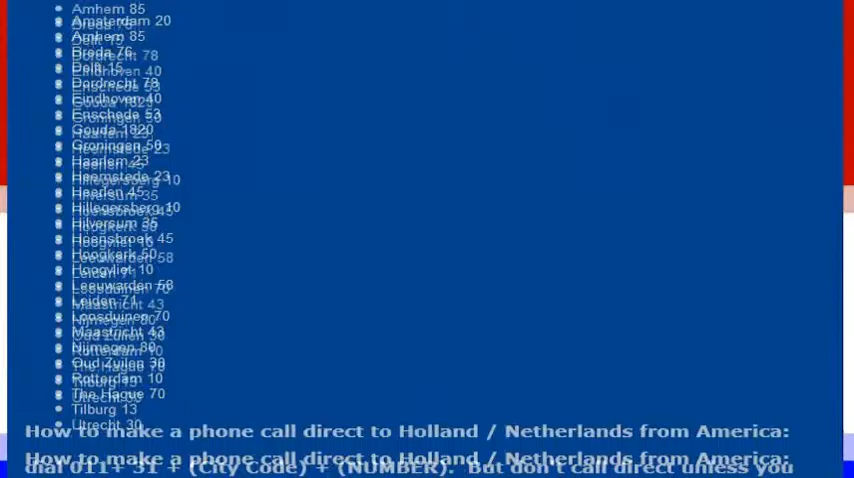 Arnhem 85
Amsterdam 20
Arnhem 85
Breda 76
Delft 15
Dordrecht 78
Eindhoven 40
Enschede 53
Gouda 1820
Groningen 50
Haarlem 23
Heemstede 23
Heerlen 45
Hillegersberg 10
Hilversum 35
Hoensbroek 45
Hoogkerk 50
Hoogvliet 10
Leeuwarden 58
Leiden 71
Loosduinen 70
Maastricht 43
Nijmegen 80
Oud Zuilen 30
Rotterdam 10
The Hague 70
Tilburg 13
Utrecht 30
How to make a phone call direct to Holland / Netherlands from America:
How to make a phone call direct to Holland / Netherlands from America:
dial 011+ 31 + (City Code) + (NUMBER). But don't call direct unless you